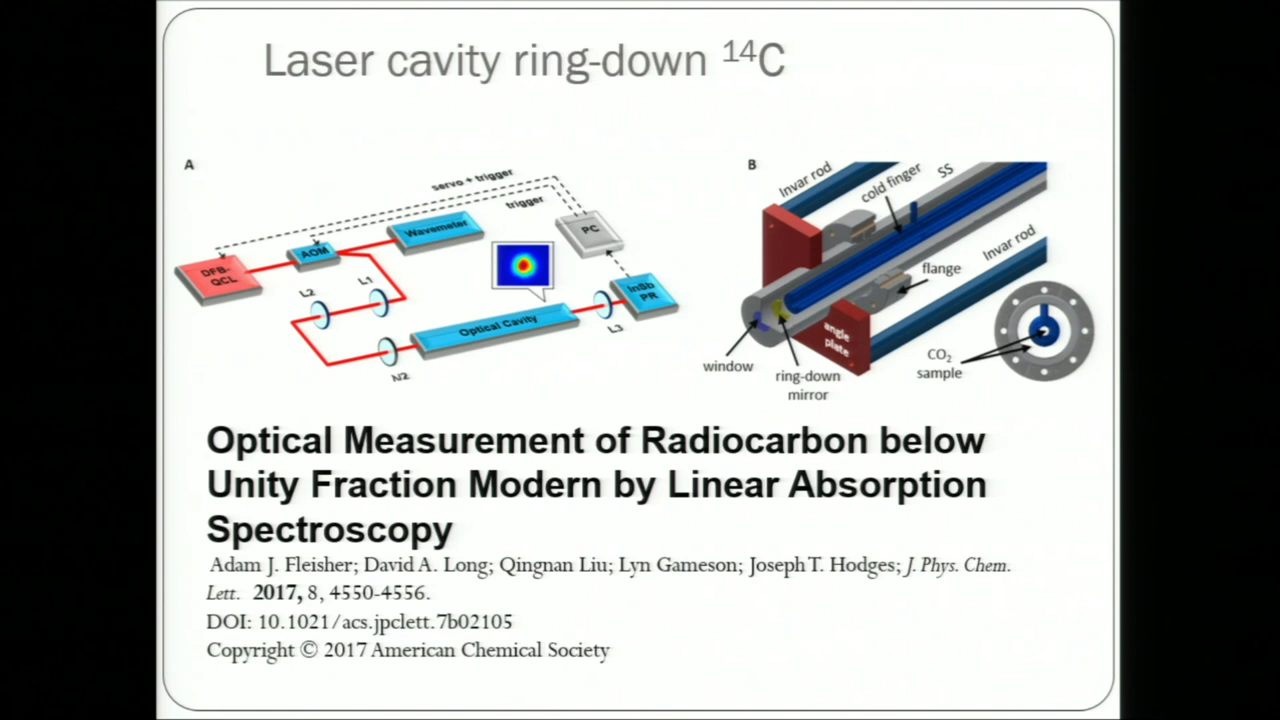 Laser cavity ring-down ¹⁴C
A
servo + trigger
trigger
DFB-
QCL
AOM
Wavemeter
PC
L2
L1
InSb
PR
Optical Cavity
L3
λ/2
B
Invar rod
cold finger
SS
Invar rod
flange
angle
plate
window
ring-down
mirror
CO₂
sample
Optical Measurement of Radiocarbon below
Unity Fraction Modern by Linear Absorption
Spectroscopy
Adam J. Fleisher; David A. Long; Qingnan Liu; Lyn Gameson; Joseph T. Hodges; J. Phys. Chem.
Lett. 2017, 8, 4550-4556.
DOI: 10.1021/acs.jpclett.7b02105
Copyright © 2017 American Chemical Society